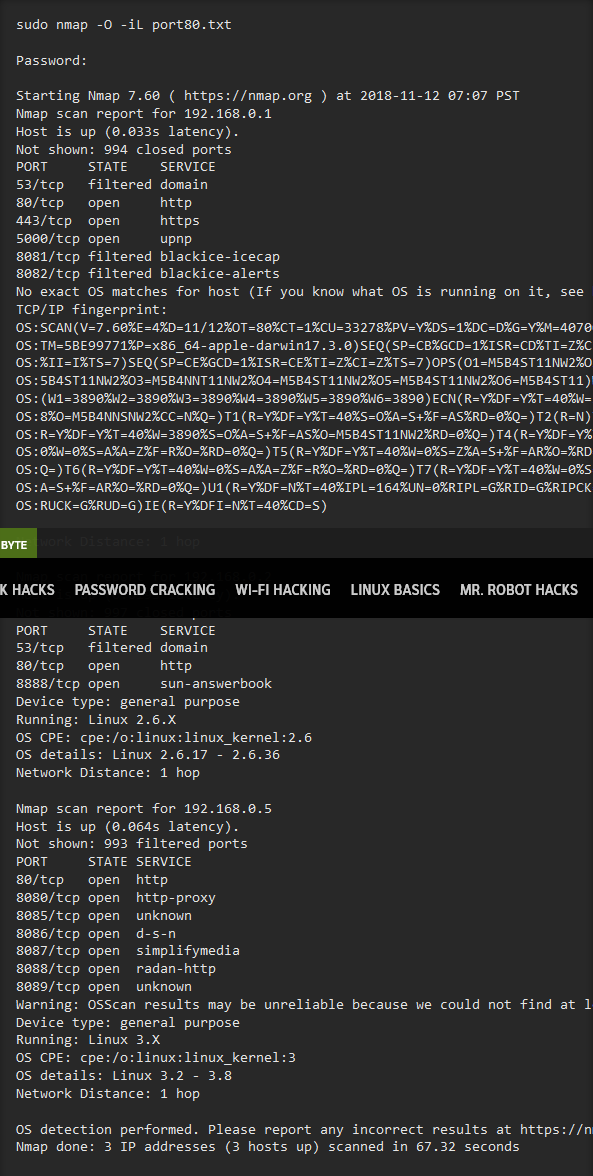 sudo nmap -O -iL port80.txt
Password:
Starting Nmap 7.60 ( https://nmap.org ) at 2018-11-12 07:07 PST
Nmap scan report for 192.168.0.1
Host is up (0.033s latency).
Not shown: 994 closed ports
PORT     STATE    SERVICE
53/tcp   filtered domain
80/tcp   open     http
443/tcp  open     https
5000/tcp open     upnp
8081/tcp filtered blackice-icecap
8082/tcp filtered blackice-alerts
No exact OS matches for host (If you know what OS is running on it, see
TCP/IP fingerprint:
OS:SCAN(V=7.60%E=4%D=11/12%OT=80%CT=1%CU=33278%PV=Y%DS=1%DC=D%G=Y%M=4070
OS:TM=5BE99771%P=x86_64-apple-darwin17.3.0)SEQ(SP=CB%GCD=1%ISR=CD%TI=Z%C
OS:%II=I%TS=7)SEQ(SP=CE%GCD=1%ISR=CE%TI=Z%CI=Z%TS=7)OPS(O1=M5B4ST11NW2%O
OS:5B4ST11NW2%O3=M5B4NNT11NW2%O4=M5B4ST11NW2%O5=M5B4ST11NW2%O6=M5B4ST11)
OS:(W1=3890%W2=3890%W3=3890%W4=3890%W5=3890%W6=3890)ECN(R=Y%DF=Y%T=40%W=
OS:8%O=M5B4NNSNW2%CC=N%Q=)T1(R=Y%DF=Y%T=40%S=O%A=S+%F=AS%RD=0%Q=)T2(R=N)
OS:R=Y%DF=Y%T=40%W=3890%S=O%A=S+%F=AS%O=M5B4ST11NW2%RD=0%Q=)T4(R=Y%DF=Y%
OS:0%W=0%S=A%A=Z%F=R%O=%RD=0%Q=)T5(R=Y%DF=Y%T=40%W=0%S=Z%A=S+%F=AR%O=%RD
OS:Q=)T6(R=Y%DF=Y%T=40%W=0%S=A%A=Z%F=R%O=%RD=0%Q=)T7(R=Y%DF=Y%T=40%W=0%S
OS:A=S+%F=AR%O=%RD=0%Q=)U1(R=Y%DF=N%T=40%IPL=164%UN=0%RIPL=G%RID=G%RIPCK
OS:RUCK=G%RUD=G)IE(R=Y%DFI=N%T=40%CD=S)
BYTE
Network Distance: 1 hop
K HACKS PASSWORD CRACKING WI-FI HACKING LINUX BASICS MR. ROBOT HACKS
PORT     STATE    SERVICE
53/tcp   filtered domain
80/tcp   open     http
8888/tcp open     sun-answerbook
Device type: general purpose
Running: Linux 2.6.X
OS CPE: cpe:/o:linux:linux_kernel:2.6
OS details: Linux 2.6.17 - 2.6.36
Network Distance: 1 hop
Nmap scan report for 192.168.0.5
Host is up (0.064s latency).
Not shown: 993 filtered ports
PORT     STATE SERVICE
80/tcp   open  http
8080/tcp open  http-proxy
8085/tcp open  unknown
8086/tcp open  d-s-n
8087/tcp open  simplifymedia
8088/tcp open  radan-http
8089/tcp open  unknown
Warning: OSScan results may be unreliable because we could not find at l
Device type: general purpose
Running: Linux 3.X
OS CPE: cpe:/o:linux:linux_kernel:3
OS details: Linux 3.2 - 3.8
Network Distance: 1 hop
OS detection performed. Please report any incorrect results at https://n
Nmap done: 3 IP addresses (3 hosts up) scanned in 67.32 seconds